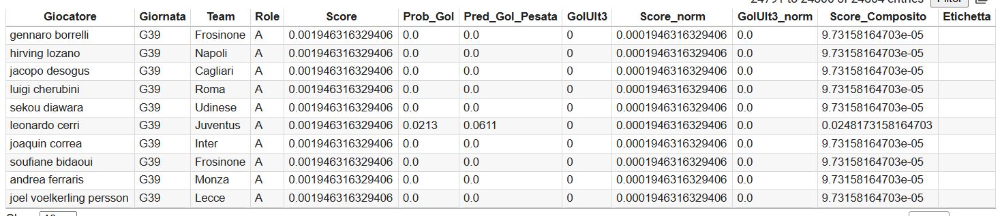 24791 to 24800 of 24804 entries Filter
Giocatore Giornata Team Role Score Prob_Gol Pred_Gol_Pesata GolUlt3 Score_norm GolUlt3_norm Score_Composito Etichetta
gennaro borrelli G39 Frosinone A 0.001946316329406 0.0 0.0 0 0.0001946316329406 0.0 9.73158164703e-05
hirving lozano G39 Napoli A 0.001946316329406 0.0 0.0 0 0.0001946316329406 0.0 9.73158164703e-05
jacopo desogus G39 Cagliari A 0.001946316329406 0.0 0.0 0 0.0001946316329406 0.0 9.73158164703e-05
luigi cherubini G39 Roma A 0.001946316329406 0.0 0.0 0 0.0001946316329406 0.0 9.73158164703e-05
sekou diawara G39 Udinese A 0.001946316329406 0.0 0.0 0 0.0001946316329406 0.0 9.73158164703e-05
leonardo cerri G39 Juventus A 0.001946316329406 0.0213 0.0611 0 0.0001946316329406 0.0 0.0248173158164703
joaquin correa G39 Inter A 0.001946316329406 0.0 0.0 0 0.0001946316329406 0.0 9.73158164703e-05
soufiane bidaoui G39 Frosinone A 0.001946316329406 0.0 0.0 0 0.0001946316329406 0.0 9.73158164703e-05
andrea ferraris G39 Monza A 0.001946316329406 0.0 0.0 0 0.0001946316329406 0.0 9.73158164703e-05
joel voelkerling persson G39 Lecce A 0.001946316329406 0.0 0.0 0 0.0001946316329406 0.0 9.73158164703e-05